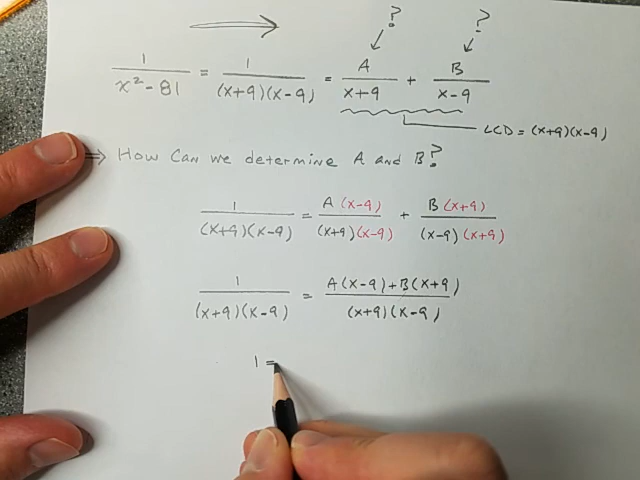 ? ?
1/(x²-81) = 1/((x+9)(x-9)) = A/(x+9) + B/(x-9)
LCD = (x+9)(x-9)
⇒ How Can we determine A and B?
1/((x+9)(x-9)) = A(x-9)/((x+9)(x-9)) + B(x+9)/((x-9)(x+9))
1/((x+9)(x-9)) = (A(x-9)+B(x+9))/((x+9)(x-9))
1 =